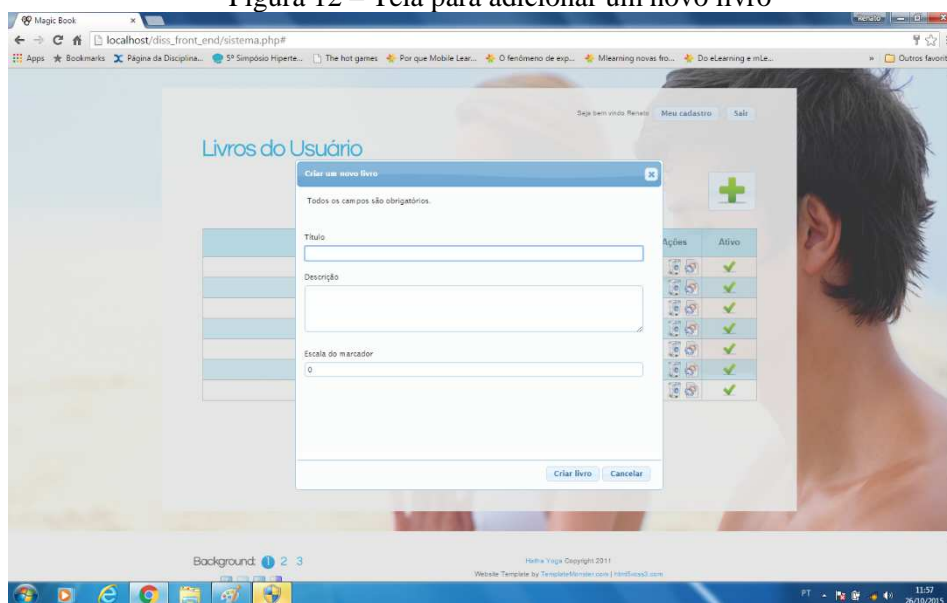 Figura 12 – Tela para adicionar um novo livro
Magic Book
Renato
localhost/diss_front_end/sistema.php#
Apps Bookmarks Página da Disciplina... 5º Simpósio Hiperte... The hot games Por que Mobile Lear... O fenômeno de exp... Mlearning novas fro... Do eLearning e mLe... » Outros favorit
Seja bem vindo Renato Meu cadastro Sair
Livros do Usuário
Criar um novo livro
Todos os campos são obrigatórios.
Título
Ações Ativo
Descrição
Escala do marcador
0
Criar livro Cancelar
Background: 1 2 3
Hatha Yoga Copyright 2011
Website Template by TemplateMonster.com | html5xcss3.com
PT
11:57
26/10/2015